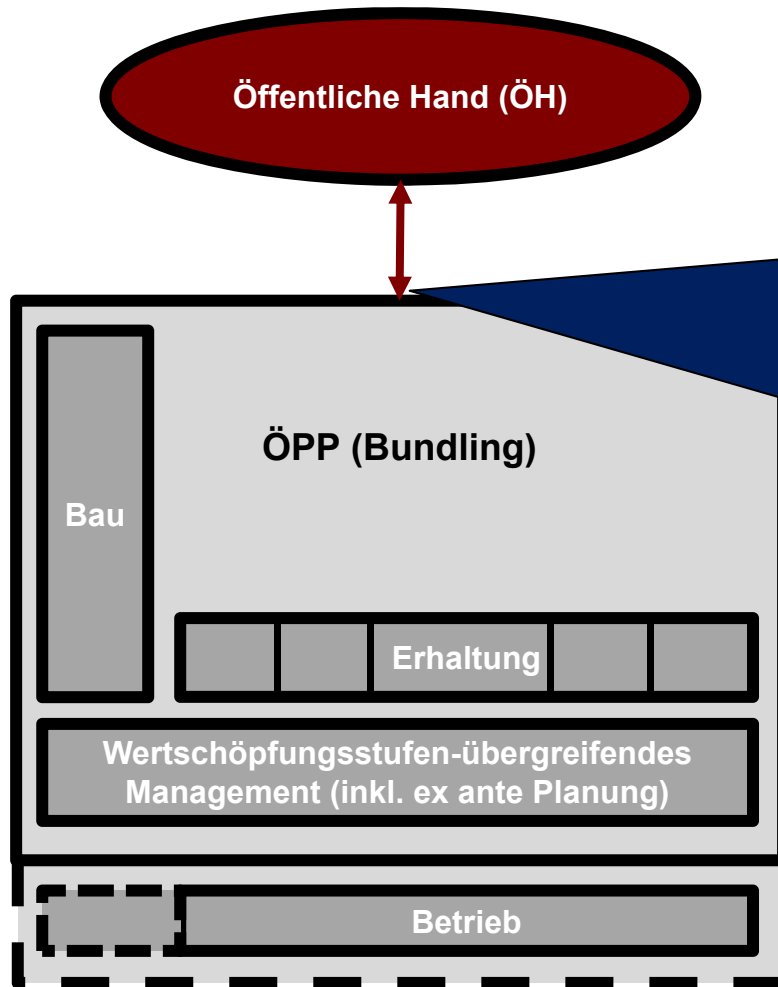 Öffentliche Hand (ÖH)
ÖPP (Bundling)
Bau
Erhaltung
Wertschöpfungsstufen-übergreifendes
Management (inkl. ex ante Planung)
Betrieb